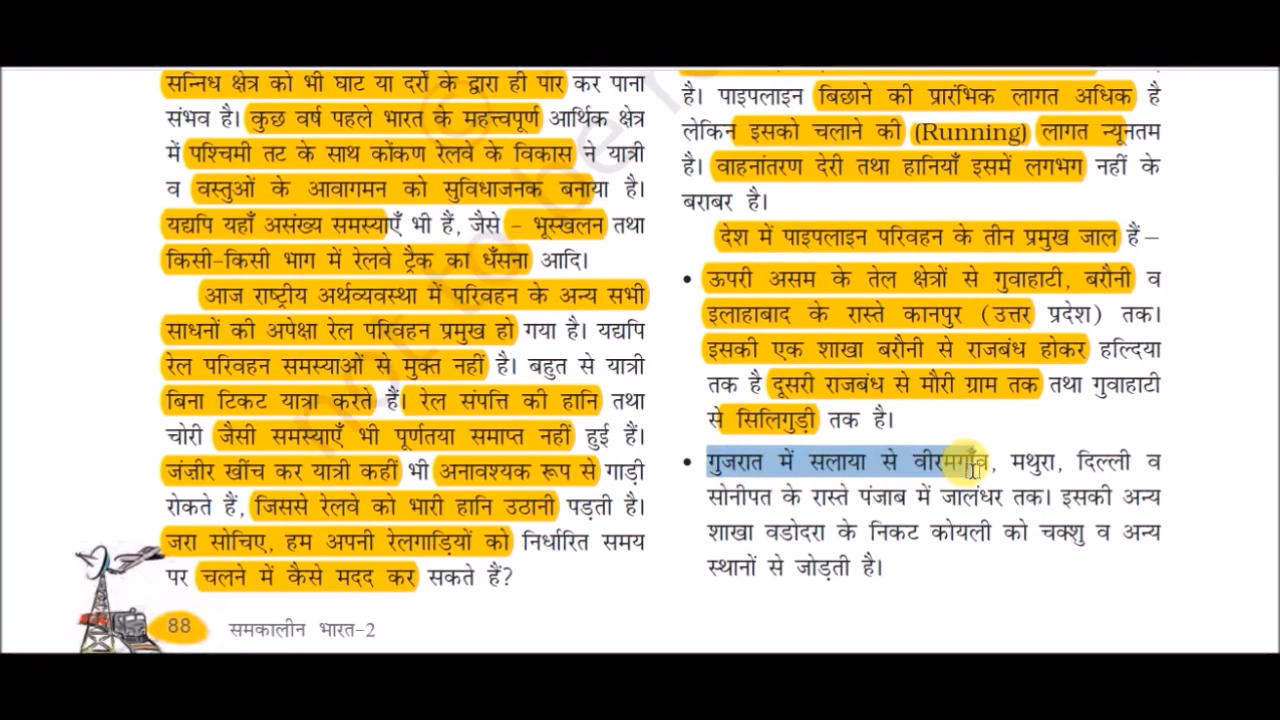 सन्निध क्षेत्र को भी घाट या दर्रों के द्वारा ही पार कर पाना
संभव है। कुछ वर्ष पहले भारत के महत्त्वपूर्ण आर्थिक क्षेत्र
में पश्चिमी तट के साथ कोंकण रेलवे के विकास ने यात्री
व वस्तुओं के आवागमन को सुविधाजनक बनाया है।
यद्यपि यहाँ असंख्य समस्याएँ भी हैं, जैसे – भूस्खलन तथा
किसी-किसी भाग में रेलवे ट्रैक का धँसना आदि।
आज राष्ट्रीय अर्थव्यवस्था में परिवहन के अन्य सभी
साधनों की अपेक्षा रेल परिवहन प्रमुख हो गया है। यद्यपि
रेल परिवहन समस्याओं से मुक्त नहीं है। बहुत से यात्री
बिना टिकट यात्रा करते हैं। रेल संपत्ति की हानि तथा
चोरी जैसी समस्याएँ भी पूर्णतया समाप्त नहीं हुई हैं।
जंज़ीर खींच कर यात्री कहीं भी अनावश्यक रूप से गाड़ी
रोकते हैं, जिससे रेलवे को भारी हानि उठानी पड़ती है।
जरा सोचिए, हम अपनी रेलगाड़ियों को निर्धारित समय
पर चलने में कैसे मदद कर सकते हैं?
88 समकालीन भारत-2
है। पाइपलाइन बिछाने की प्रारंभिक लागत अधिक है
लेकिन इसको चलाने की (Running) लागत न्यूनतम
है। वाहनांतरण देरी तथा हानियाँ इसमें लगभग नहीं के
बराबर है।
देश में पाइपलाइन परिवहन के तीन प्रमुख जाल हैं –
• ऊपरी असम के तेल क्षेत्रों से गुवाहाटी, बरौनी व
इलाहाबाद के रास्ते कानपुर (उत्तर प्रदेश) तक।
इसकी एक शाखा बरौनी से राजबंध होकर हल्दिया
तक है दूसरी राजबंध से मौरी ग्राम तक तथा गुवाहाटी
से सिलिगुड़ी तक है।
• गुजरात में सलाया से वीरमगाँव, मथुरा, दिल्ली व
सोनीपत के रास्ते पंजाब में जालंधर तक। इसकी अन्य
शाखा वडोदरा के निकट कोयली को चक्शु व अन्य
स्थानों से जोड़ती है।